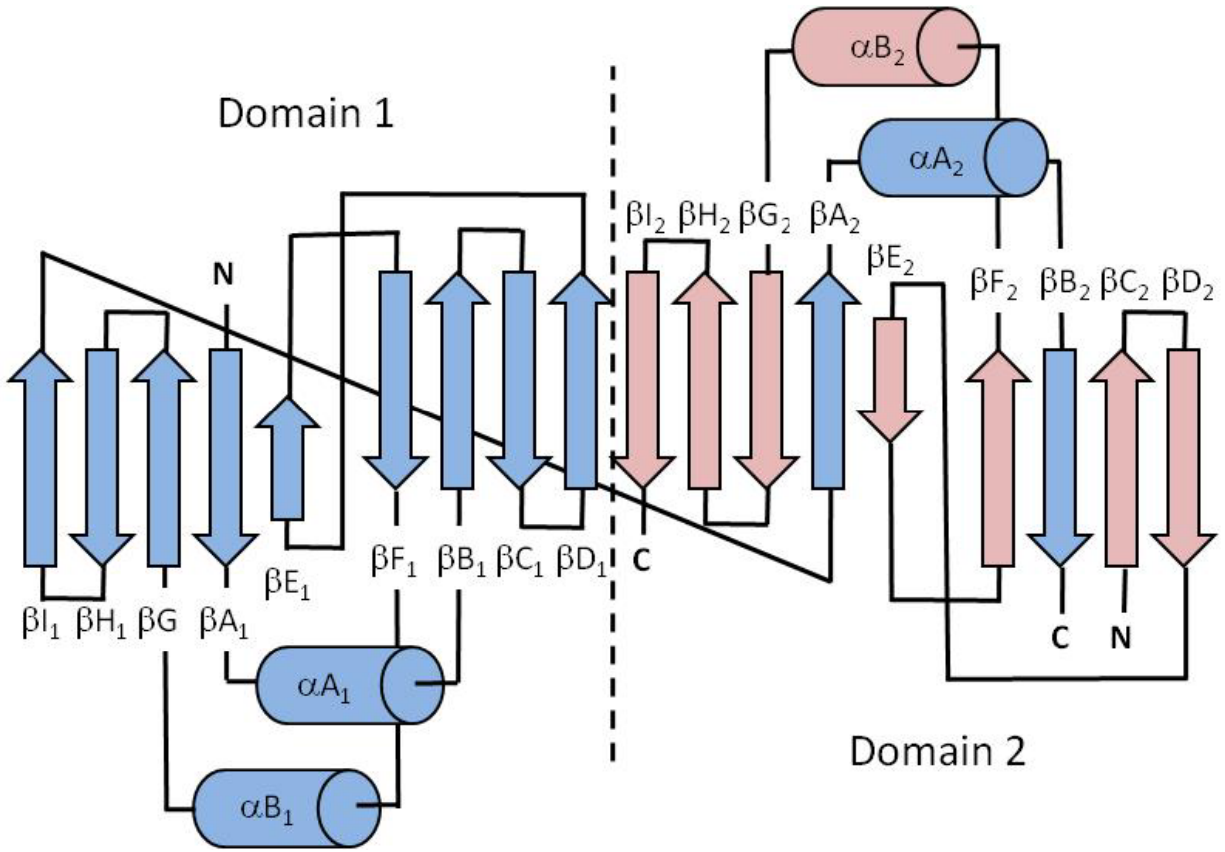 αB₂
Domain 1
αA₂
βI₂ βH₂ βG₂ βA₂
βE₂
N
βF₂ βB₂ βC₂ βD₂
βF₁ βB₁ βC₁ βD₁
C
βE₁
βI₁ βH₁ βG βA₁
C N
αA₁
Domain 2
αB₁